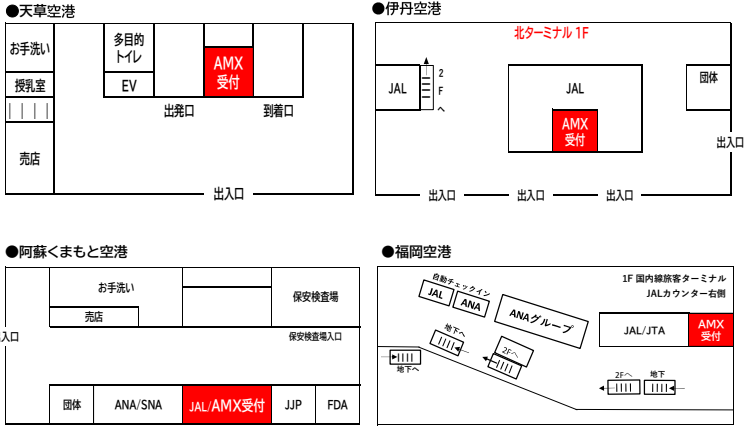 ●天草空港
お手洗い
授乳室
売店
多目的
トイレ
EV
AMX
受付
出発口
到着口
出入口
●伊丹空港
北ターミナル 1F
JAL
2
F
へ
JAL
AMX
受付
団体
出入口
出入口
出入口
出入口
●阿蘇くまもと空港
お手洗い
売店
保安検査場
保安検査場入口
入口
団体
ANA/SNA
JAL/AMX受付
JJP
FDA
●福岡空港
1F 国内線旅客ターミナル
JALカウンター右側
自動チェックイン
JAL
ANA
ANAグループ
JAL/JTA
AMX
受付
地下へ
2Fへ
地下へ
2Fへ
地下